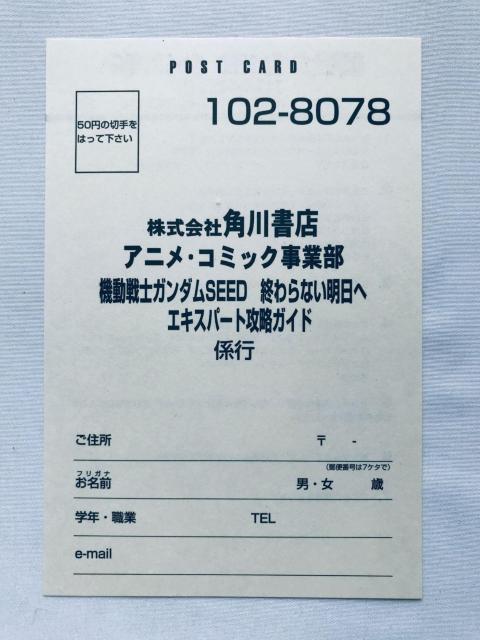 POST CARD
50円の切手を
はって下さい
102-8078
株式会社角川書店
アニメ・コミック事業部
機動戦士ガンダムSEED 終わらない明日へ
エキスパート攻略ガイド
係行
ご住所 〒 -
(郵便番号は7ケタで)
フリガナ
お名前 男・女 歳
学年・職業 TEL
e-mail